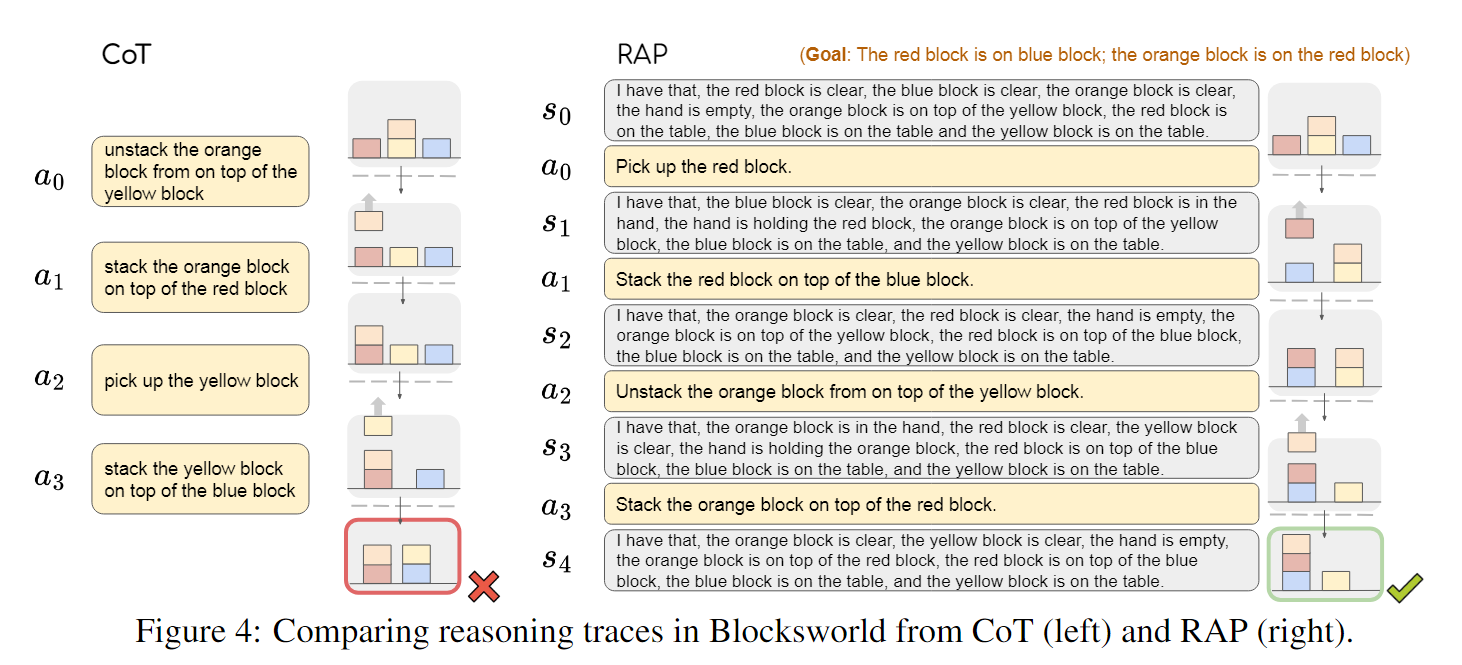 CoT
a0
unstack the orange
block from on top of the
yellow block
a1
stack the orange block
on top of the red block
a2
pick up the yellow block
a3
stack the yellow block
on top of the blue block
RAP
(Goal: The red block is on blue block; the orange block is on the red block)
s0
I have that, the red block is clear, the blue block is clear, the orange block is clear,
the hand is empty, the orange block is on top of the yellow block, the red block is
on the table, the blue block is on the table and the yellow block is on the table.
a0
Pick up the red block.
s1
I have that, the blue block is clear, the orange block is clear, the red block is in the
hand, the hand is holding the red block, the orange block is on top of the yellow
block, the blue block is on the table, and the yellow block is on the table.
a1
Stack the red block on top of the blue block.
s2
I have that, the orange block is clear, the red block is clear, the hand is empty, the
orange block is on top of the yellow block, the red block is on top of the blue block,
the blue block is on the table, and the yellow block is on the table.
a2
Unstack the orange block from on top of the yellow block.
s3
I have that, the orange block is in the hand, the red block is clear, the yellow block
is clear, the hand is holding the orange block, the red block is on top of the blue
block, the blue block is on the table, and the yellow block is on the table.
a3
Stack the orange block on top of the red block.
s4
I have that, the orange block is clear, the yellow block is clear, the hand is empty,
the orange block is on top of the red block, the red block is on top of the blue
block, the blue block is on the table, and the yellow block is on the table.
Figure 4: Comparing reasoning traces in Blocksworld from CoT (left) and RAP (right).